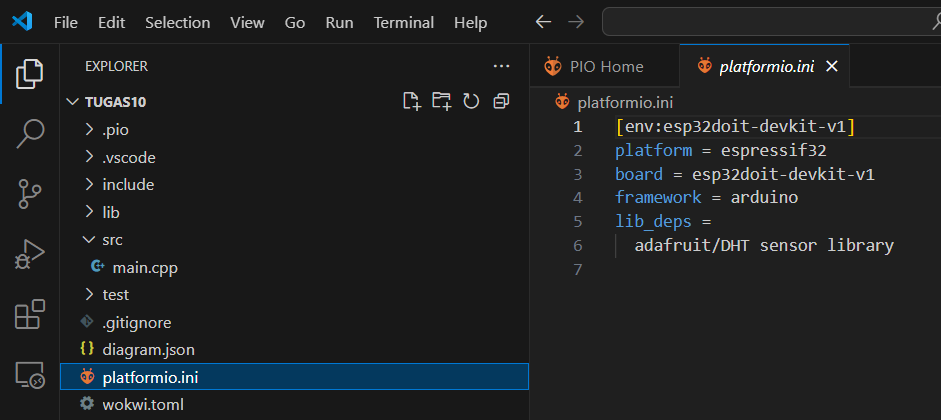 File Edit Selection View Go Run Terminal Help
EXPLORER
TUGAS10
.pio
.vscode
include
lib
src
main.cpp
test
.gitignore
diagram.json
platformio.ini
wokwi.toml
PIO Home
platformio.ini
platformio.ini
1 [env:esp32doit-devkit-v1]
2 platform = espressif32
3 board = esp32doit-devkit-v1
4 framework = arduino
5 lib_deps =
6 adafruit/DHT sensor library
7